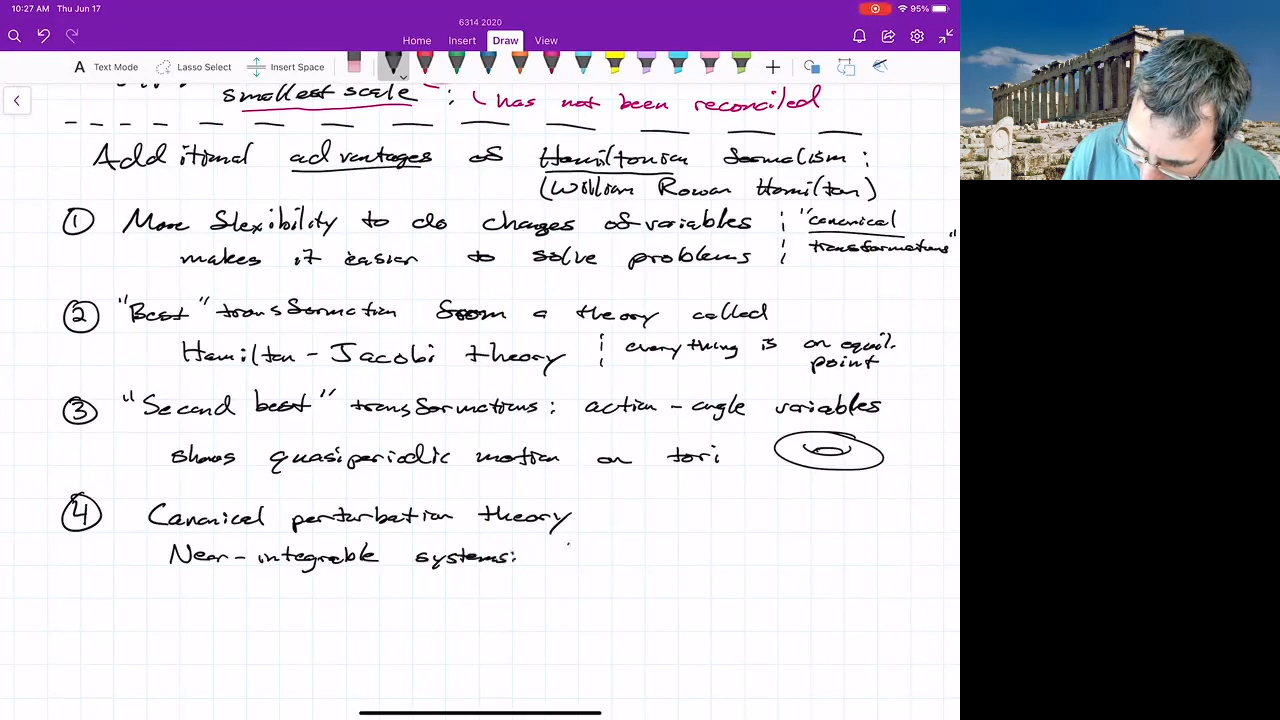 10:27 AM Thu Jun 17
95%
6314 2020
Home Insert Draw View
Text Mode Lasso Select Insert Space
smallest scale : (has not been reconciled
Additional advantages of Hamiltonian formalism:
(William Rowan Hamilton)
① More flexibility to do changes of variables
makes it easier to solve problems
"canonical
transformations"
② "Best" transformation from a theory called
Hamilton-Jacobi theory
everything is an equil.
point
③ "Second best" transformations: action-angle variables
shows quasiperiodic motion on tori
④ Canonical perturbation theory
Near-integrable systems: